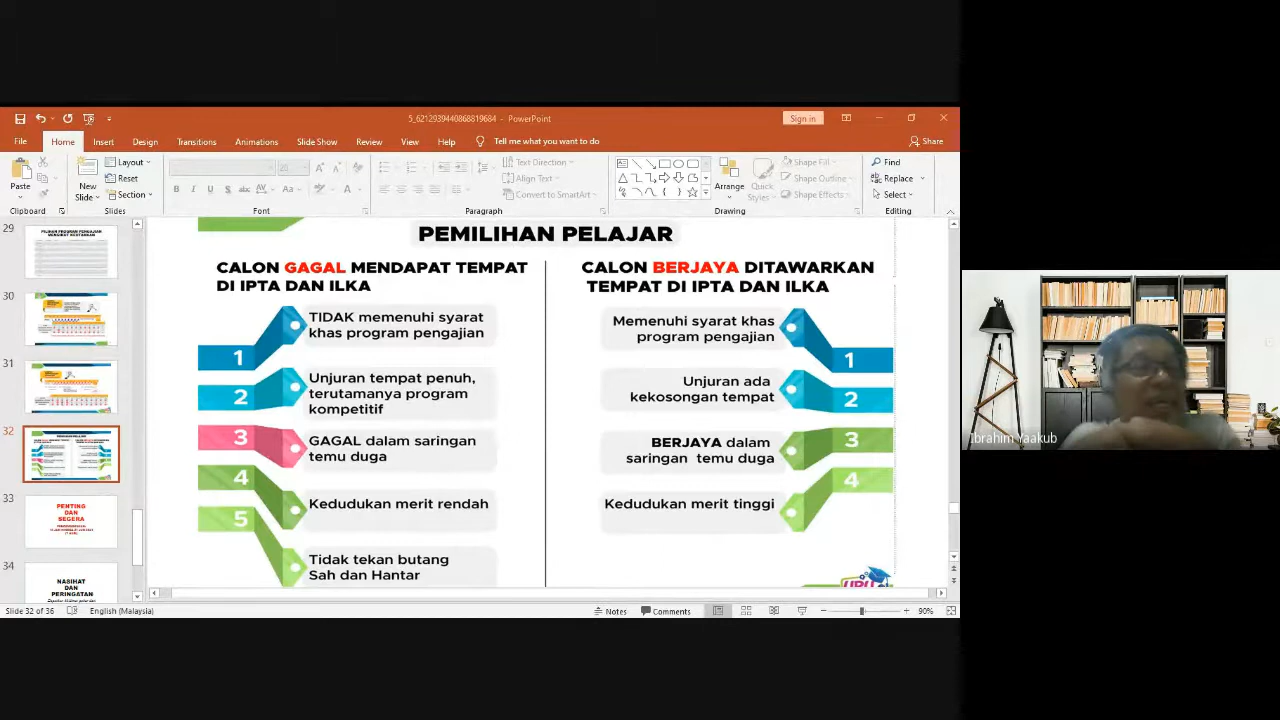 5_6212939440868819684 - PowerPoint
Sign in
File
Home
Insert
Design
Transitions
Animations
Slide Show
Review
View
Help
Tell me what you want to do
Share
Paste
Clipboard
New
Slide
Layout
Reset
Section
Slides
Font
Text Direction
Align Text
Convert to SmartArt
Paragraph
Arrange
Quick
Styles
Shape Fill
Shape Outline
Shape Effects
Drawing
Find
Replace
Select
Editing
29
30
31
32
33
PENTING
DAN
SEGERA
34
NASIHAT
DAN
PERINGATAN
PEMILIHAN PELAJAR
CALON GAGAL MENDAPAT TEMPAT
DI IPTA DAN ILKA
1
TIDAK memenuhi syarat
khas program pengajian
2
Unjuran tempat penuh,
terutamanya program
kompetitif
3
GAGAL dalam saringan
temu duga
4
Kedudukan merit rendah
5
Tidak tekan butang
Sah dan Hantar
CALON BERJAYA DITAWARKAN
TEMPAT DI IPTA DAN ILKA
Memenuhi syarat khas
program pengajian
1
Unjuran ada
kekosongan tempat
2
BERJAYA dalam
saringan temu duga
3
Kedudukan merit tinggi
4
Slide 32 of 36
English (Malaysia)
Notes
Comments
90%
Ibrahim Yaakub